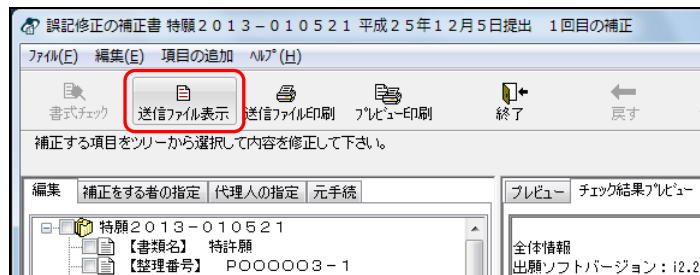 誤記修正の補正書 特願２０１３－０１０５２１ 平成２５年１２月５日提出 １回目の補正
ﾌｧｲﾙ(F) 編集(E) 項目の追加 ﾍﾙﾌﾟ(H)
書式ﾁｪｯｸ 送信ﾌｧｲﾙ表示 送信ﾌｧｲﾙ印刷 ﾌﾟﾚﾋﾞｭｰ印刷 終了 戻す
補正する項目をツリーから選択して内容を修正して下さい。
編集 補正をする者の指定 代理人の指定 元手続 プレビュー チェック結果ﾌﾟﾚﾋﾞｭｰ
特願２０１３－０１０５２１
【書類名】 特許願 全体情報
【整理番号】 Ｐ００００００３－１ 出願ソフトバージョン：i2.2